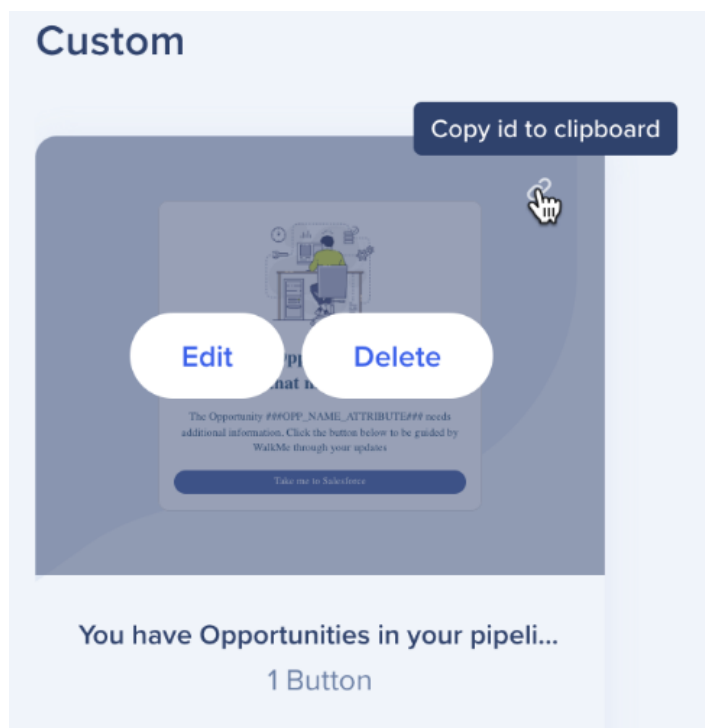 Custom
Copy id to clipboard
Edit
Delete
The Opportunity ###OPP_NAME_ATTRIBUTE### needs
additional information. Click the button below to be guided by
WalkMe through your updates
Take me to Salesforce
You have Opportunities in your pipeli...
1 Button